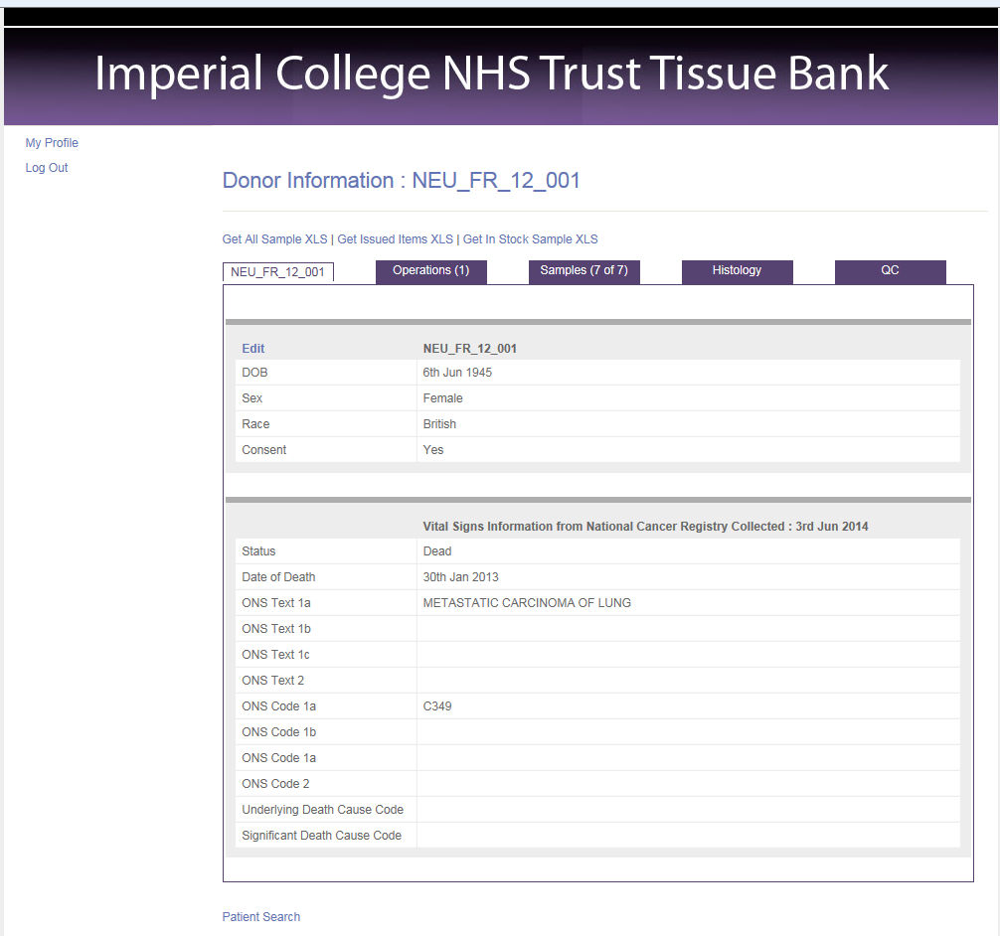 Imperial College NHS Trust Tissue Bank
My Profile
Log Out
Donor Information : NEU_FR_12_001
Get All Sample XLS | Get Issued Items XLS | Get In Stock Sample XLS
NEU_FR_12_001 Operations (1) Samples (7 of 7) Histology QC
Edit NEU_FR_12_001
DOB 6th Jun 1945
Sex Female
Race British
Consent Yes
Vital Signs Information from National Cancer Registry Collected : 3rd Jun 2014
Status Dead
Date of Death 30th Jan 2013
ONS Text 1a METASTATIC CARCINOMA OF LUNG
ONS Text 1b
ONS Text 1c
ONS Text 2
ONS Code 1a C349
ONS Code 1b
ONS Code 1a
ONS Code 2
Underlying Death Cause Code
Significant Death Cause Code
Patient Search